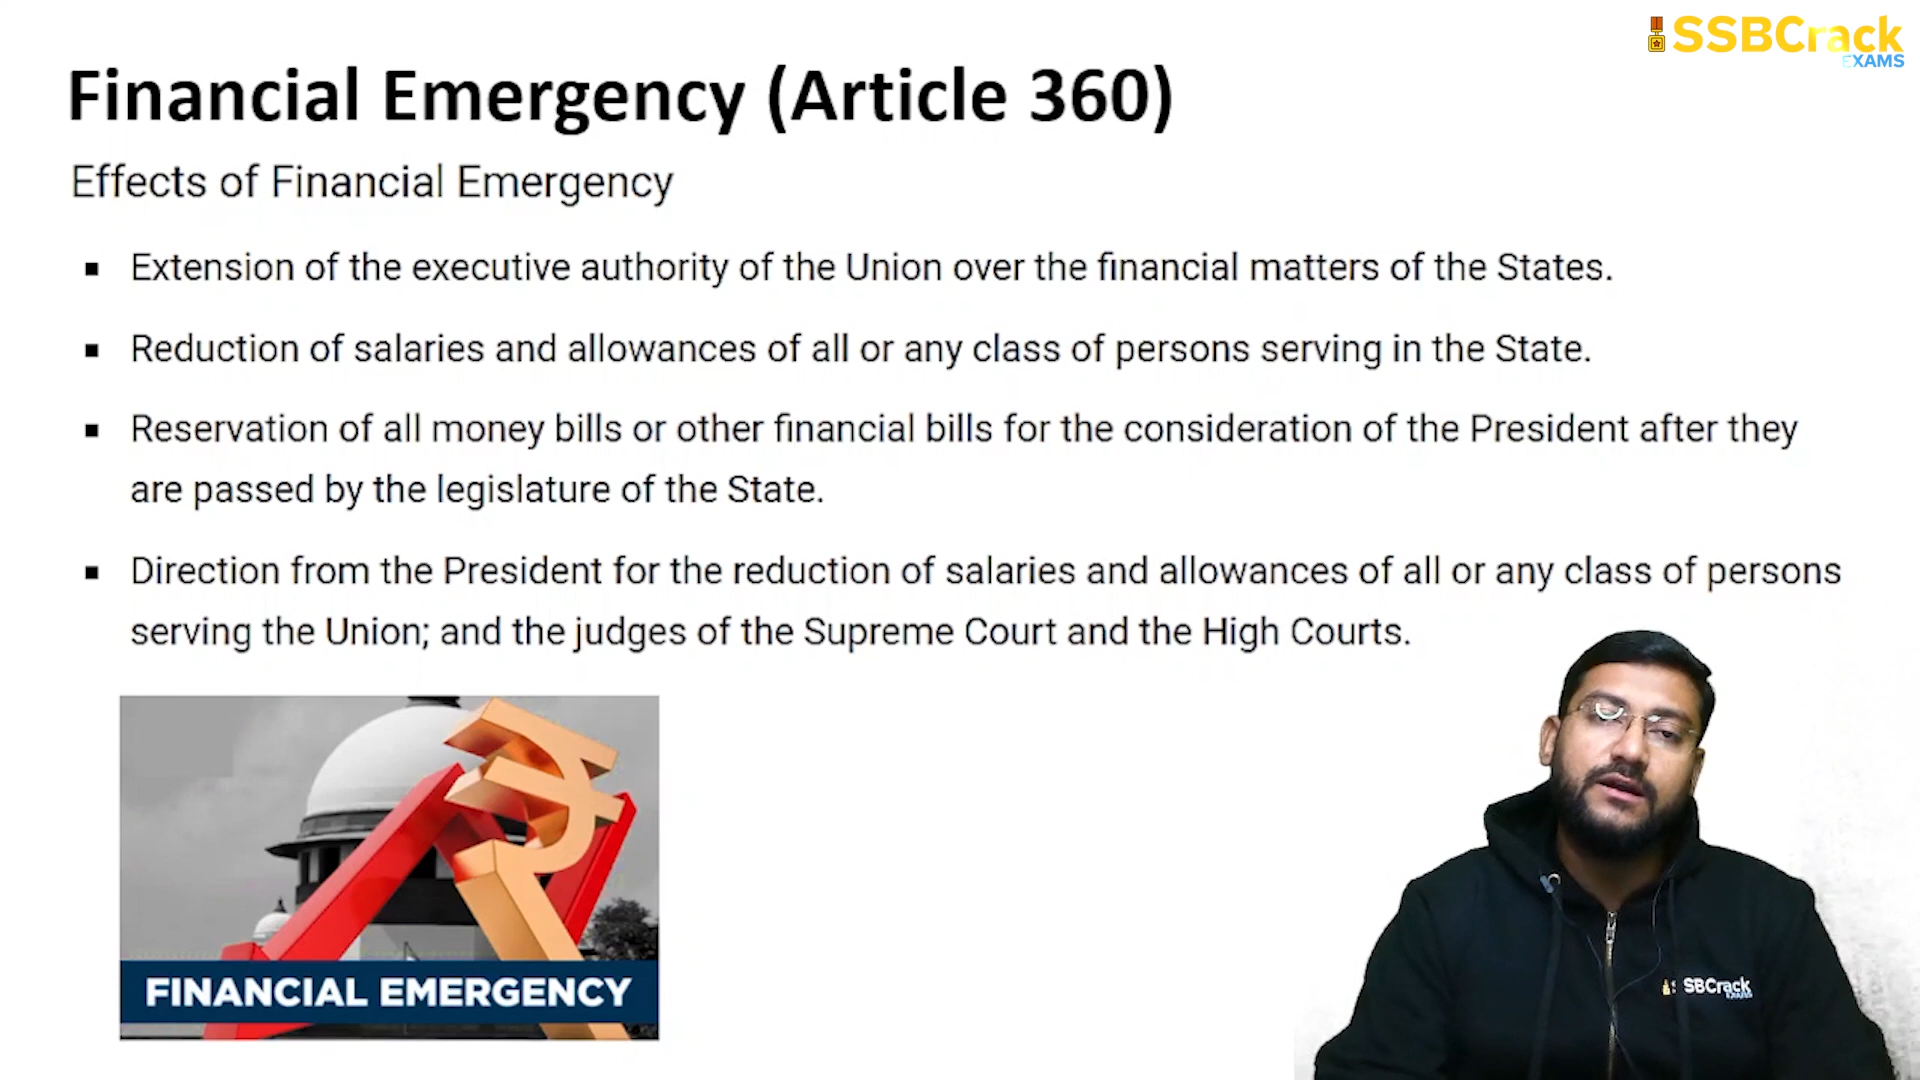 SSBCrack
EXAMS
Financial Emergency (Article 360)
Effects of Financial Emergency
▪ Extension of the executive authority of the Union over the financial matters of the States.
▪ Reduction of salaries and allowances of all or any class of persons serving in the State.
▪ Reservation of all money bills or other financial bills for the consideration of the President after they
are passed by the legislature of the State.
▪ Direction from the President for the reduction of salaries and allowances of all or any class of persons
serving the Union; and the judges of the Supreme Court and the High Courts.
FINANCIAL EMERGENCY
SSBCrack
EXAMS